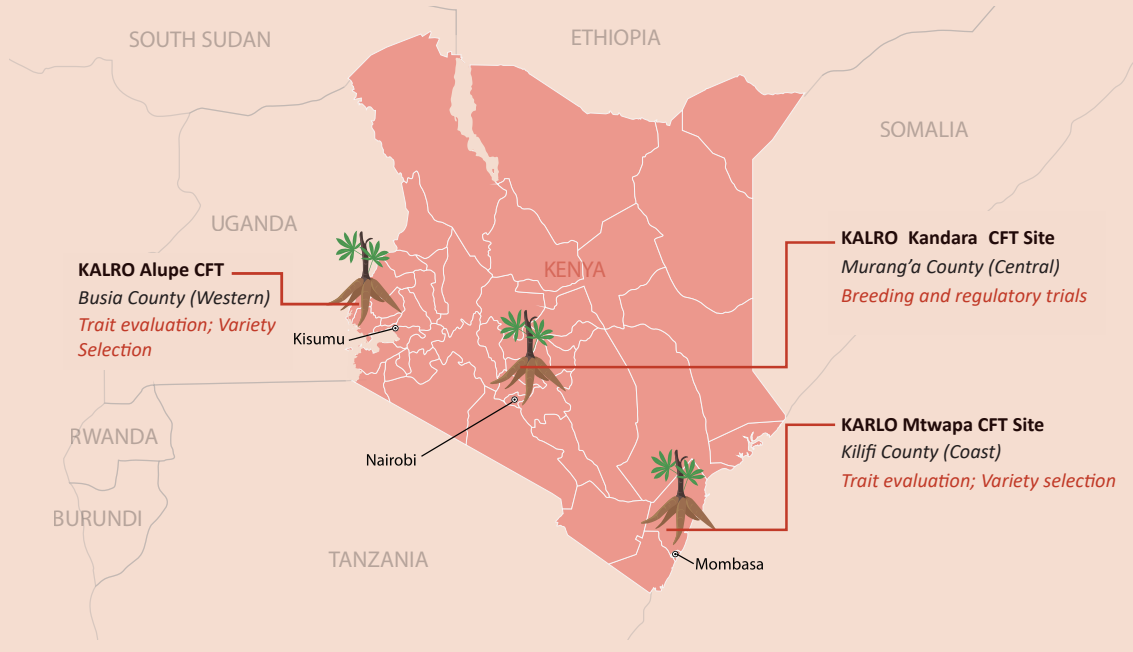 SOUTH SUDAN
ETHIOPIA
SOMALIA
UGANDA
KENYA
KALRO Kandara CFT Site
Murang’a County (Central)
Breeding and regulatory trials
KALRO Alupe CFT
Busia County (Western)
Trait evaluation; Variety
Selection
Kisumu
KARLO Mtwapa CFT Site
Kilifi County (Coast)
Trait evaluation; Variety selection
RWANDA
Nairobi
BURUNDI
TANZANIA
Mombasa